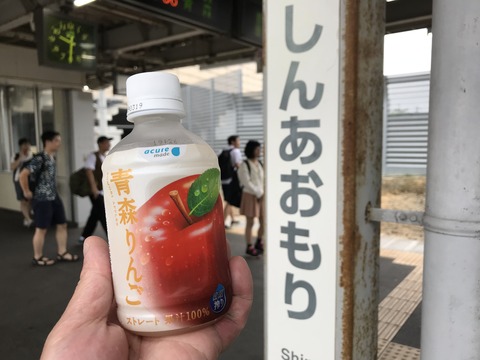 acure
made
青森りんご
ストレート 果汁100%
しんあおもり
Shi